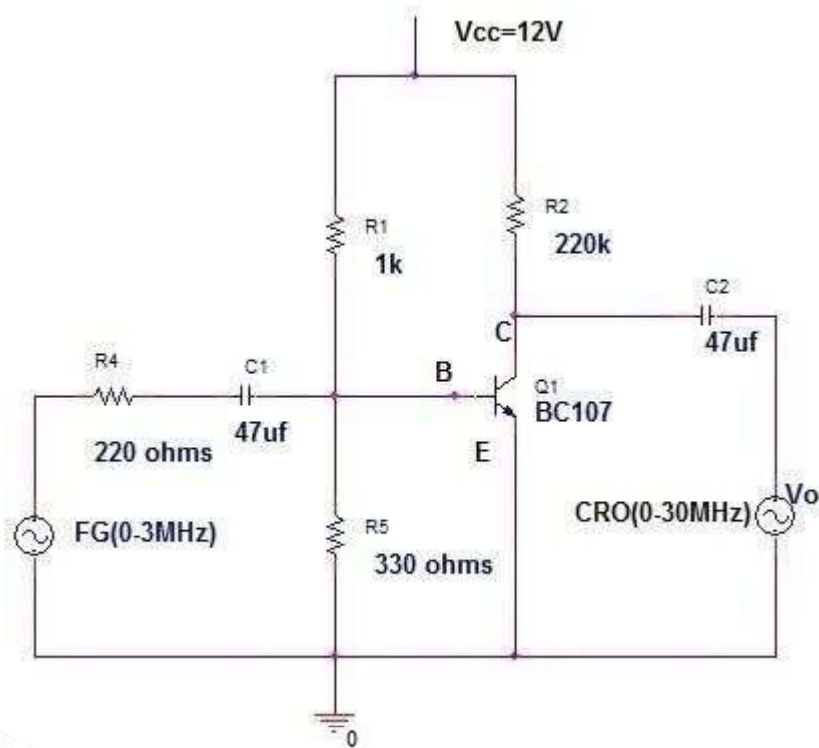 Vcc=12V
R1
1k
R2
220k
C2
47uf
C
R4
220 ohms
C1
47uf
B
Q1
BC107
E
FG(0-3MHz)
R5
330 ohms
CRO(0-30MHz)
Vo
0